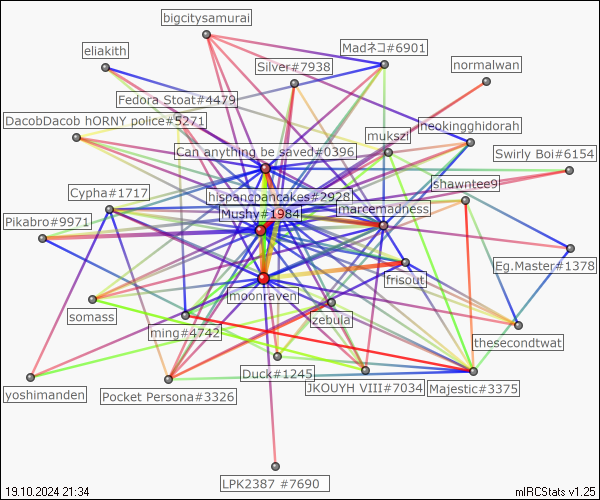 bigcitysamurai
eliakith
Madネコ#6901
Silver#7938
normalwan
Fedora Stoat#4479
DacobDacob hORNY police#5271
neokingghidorah
mukszi
Can anything be saved#0396
Swirly Boi#6154
Cypha#1717
shawntee9
hispancpancakes#2928
Mushy#1984
marcemadness
Pikabro#9971
Eg.Master#1378
frisout
moonraven
somass
zebula
ming#4742
thesecondtwat
Duck#1245
JKOUYH VIII#7034
Majestic#3375
yoshimanden
Pocket Persona#3326
LPK2387 #7690
19.10.2024 21:34
mIRCStats v1.25